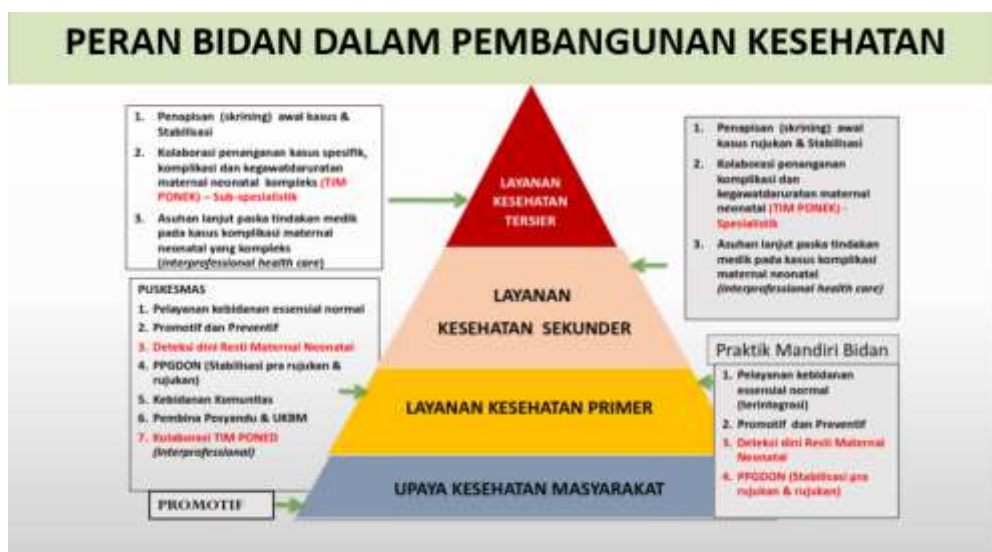 PERAN BIDAN DALAM PEMBANGUNAN KESEHATAN
1. Penapisan (skrining) awal kasus &
Stabilisasi
2. Kolaborasi penanganan kasus spesifik,
komplikasi dan kegawatdaruratan
maternal neonatal kompleks (TIM
PONEK) – Sub-spesialistik
3. Asuhan lanjut paska tindakan medik
pada kasus komplikasi maternal
neonatal yang kompleks
(interprofessional health care)
LAYANAN
KESEHATAN
TERSIER
1. Penapisan (skrining) awal
kasus rujukan & Stabilisasi
2. Kolaborasi penanganan
komplikasi dan
kegawatdaruratan maternal
neonatal (TIM PONEK) -
Spesialistik
3. Asuhan lanjut paska tindakan
medik pada kasus komplikasi
maternal neonatal
(interprofessional health care)
LAYANAN
KESEHATAN SEKUNDER
PUSKESMAS
1. Pelayanan kebidanan essensial normal
2. Promotif dan Preventif
3. Deteksi dini Resti Maternal Neonatal
4. PPGDON (Stabilisasi pra rujukan &
rujukan)
5. Kebidanan Komunitas
6. Pembina Posyandu & UKBM
7. Kolaborasi TIM PONED
(Interprofessional)
LAYANAN KESEHATAN PRIMER
Praktik Mandiri Bidan
1. Pelayanan kebidanan
essensial normal
(terintegrasi)
2. Promotif dan Preventif
3. Deteksi dini Resti Maternal
Neonatal
4. PPGDON (Stabilisasi pra
rujukan & rujukan)
UPAYA KESEHATAN MASYARAKAT
PROMOTIF